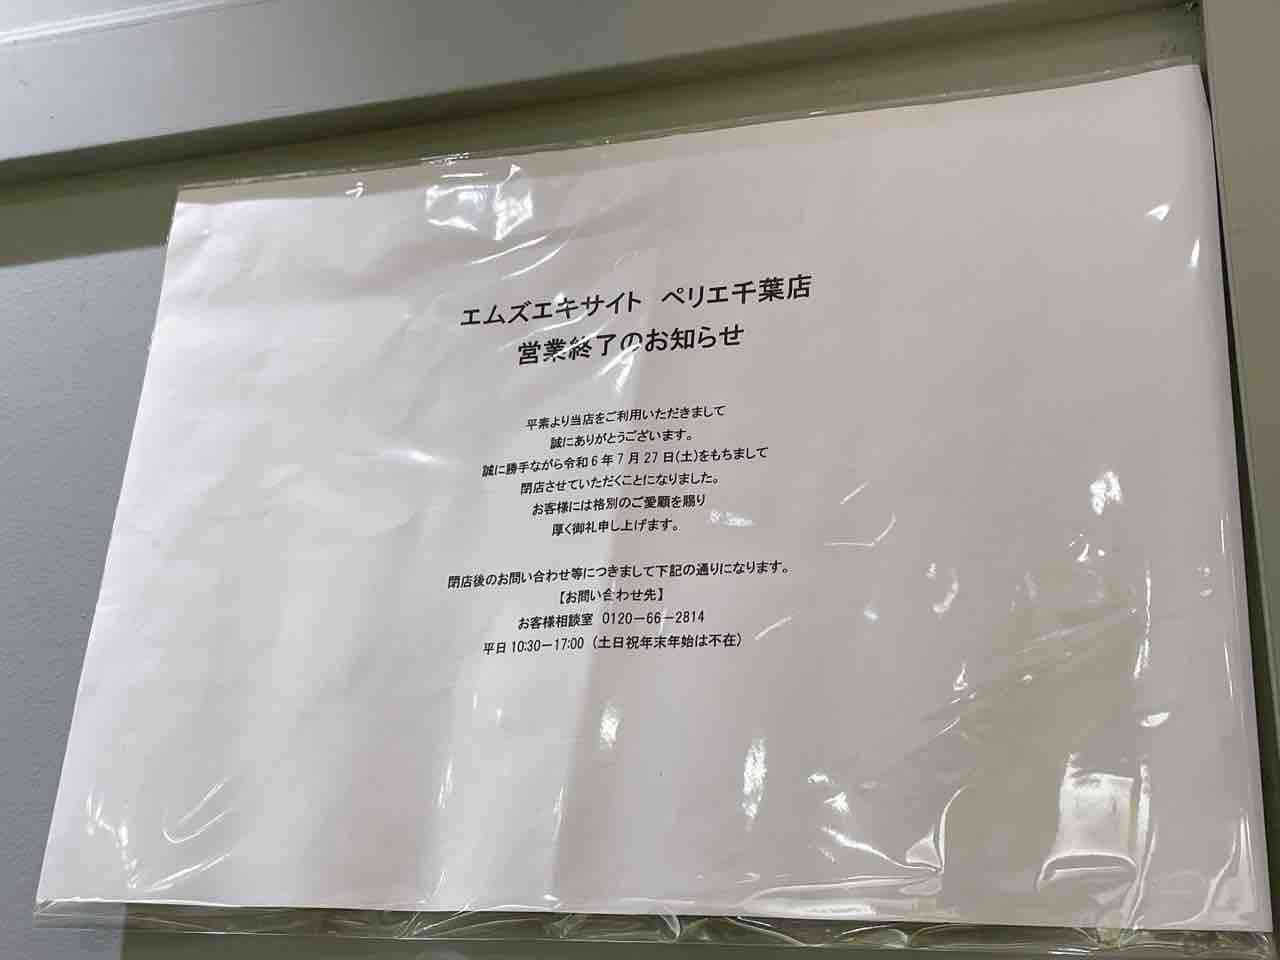 エムズエキサイト ペリエ千葉店
営業終了のお知らせ
平素より当店をご利用いただきまして
誠にありがとうございます。
誠に勝手ながら令和6年7月27日(土)をもちまして
閉店させていただくことになりました。
お客様には格別のご愛顧を賜り
厚く御礼申し上げます。
閉店後のお問い合わせ等につきまして下記の通りになります。
【お問い合わせ先】
お客様相談室 0120-66-2814
平日10:30-17:00（土日祝年末年始は不在）